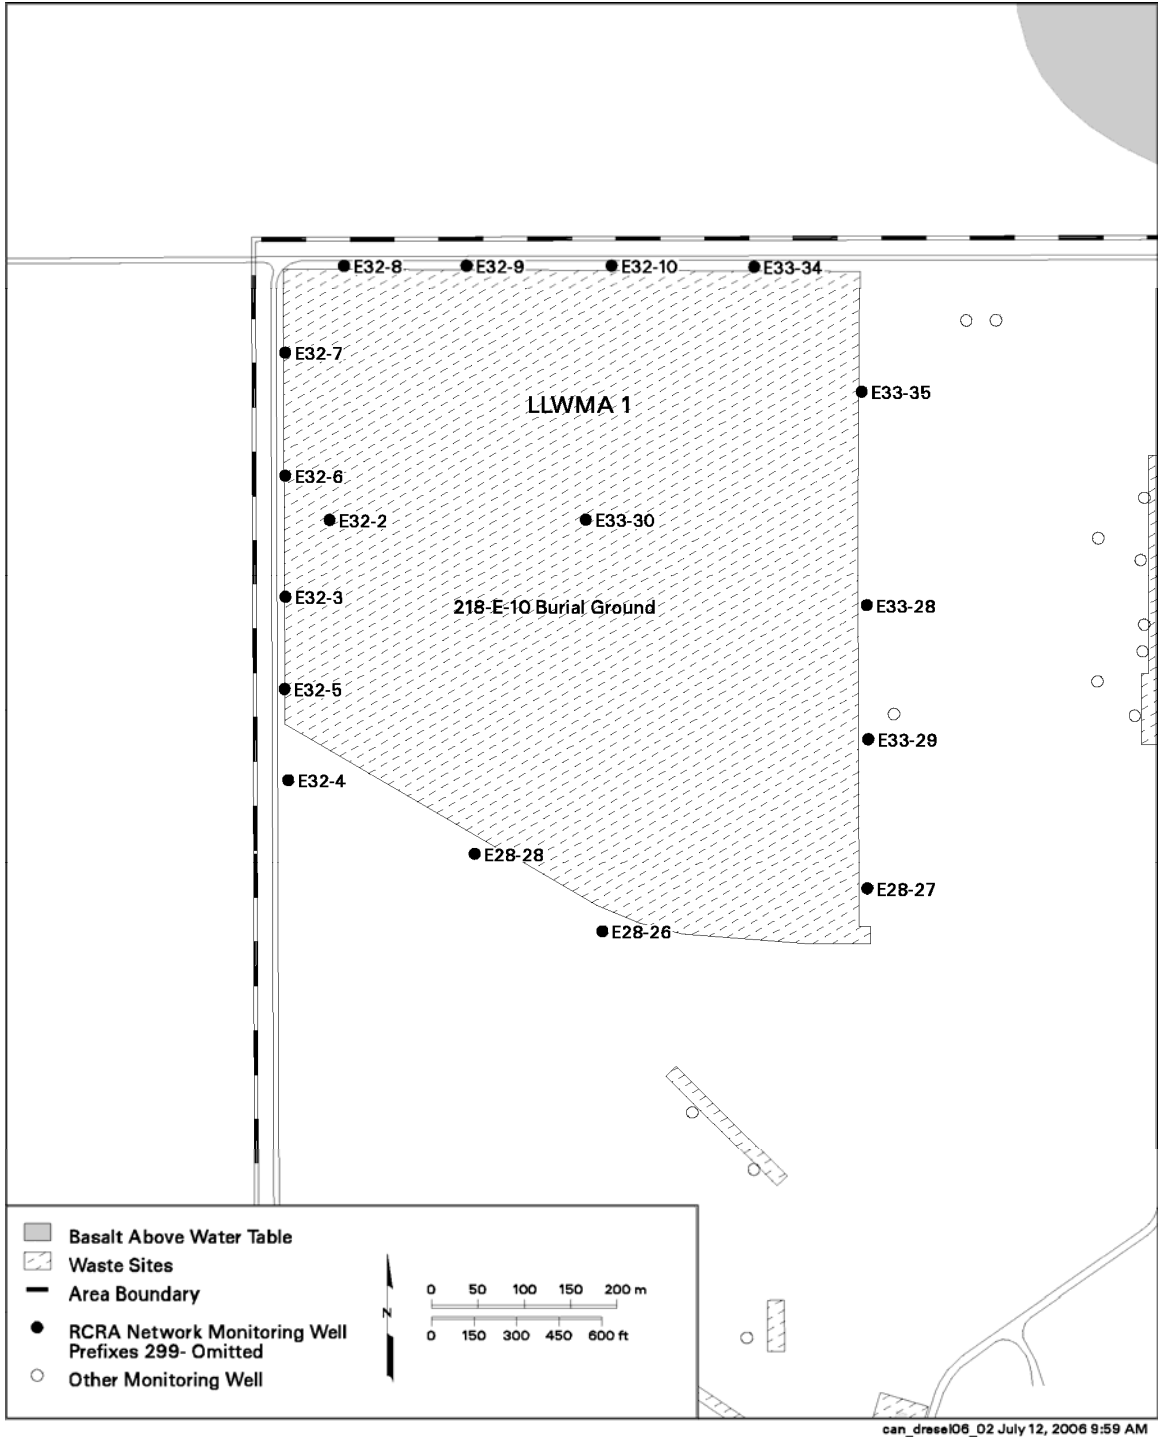 E32-8
E32-9
E32-10
E33-34
E32-7
E33-35
LLWMA 1
E32-6
E32-2
E33-30
E32-3
218-E-10 Burial Ground
E33-28
E32-5
E33-29
E32-4
E28-28
E28-27
E28-26
Basalt Above Water Table
Waste Sites
Area Boundary
RCRA Network Monitoring Well
Prefixes 299- Omitted
Other Monitoring Well
N
0 50 100 150 200 m
0 150 300 450 600 ft
can_dresel06_02 July 12, 2006 9:59 AM